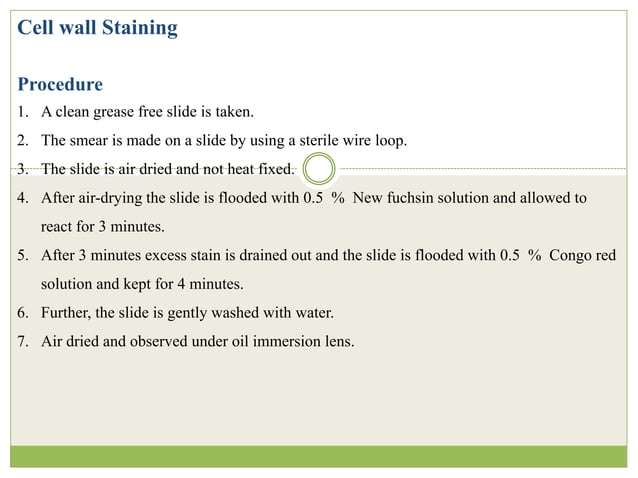 Cell wall Staining
Procedure
1. A clean grease free slide is taken.
2. The smear is made on a slide by using a sterile wire loop.
3. The slide is air dried and not heat fixed.
4. After air-drying the slide is flooded with 0.5 % New fuchsin solution and allowed to
react for 3 minutes.
5. After 3 minutes excess stain is drained out and the slide is flooded with 0.5 % Congo red
solution and kept for 4 minutes.
6. Further, the slide is gently washed with water.
7. Air dried and observed under oil immersion lens.